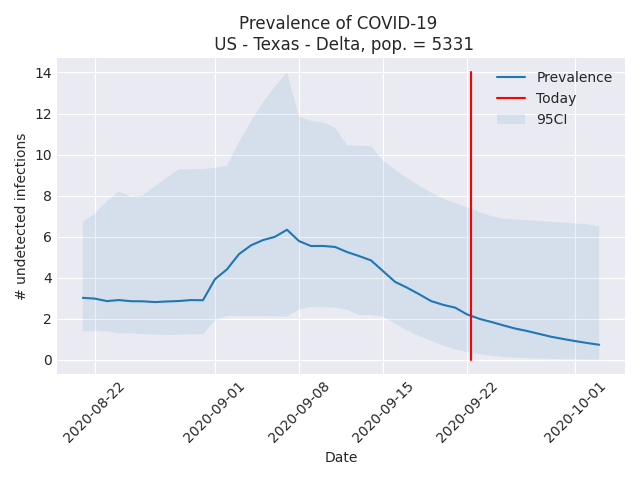 Prevalence of COVID-19
US - Texas - Delta, pop. = 5331
# undetected infections
14
12
10
8
6
4
2
0
Prevalence
Today
95CI
2020-08-22
2020-09-01
2020-09-08
2020-09-15
2020-09-22
2020-10-01
Date